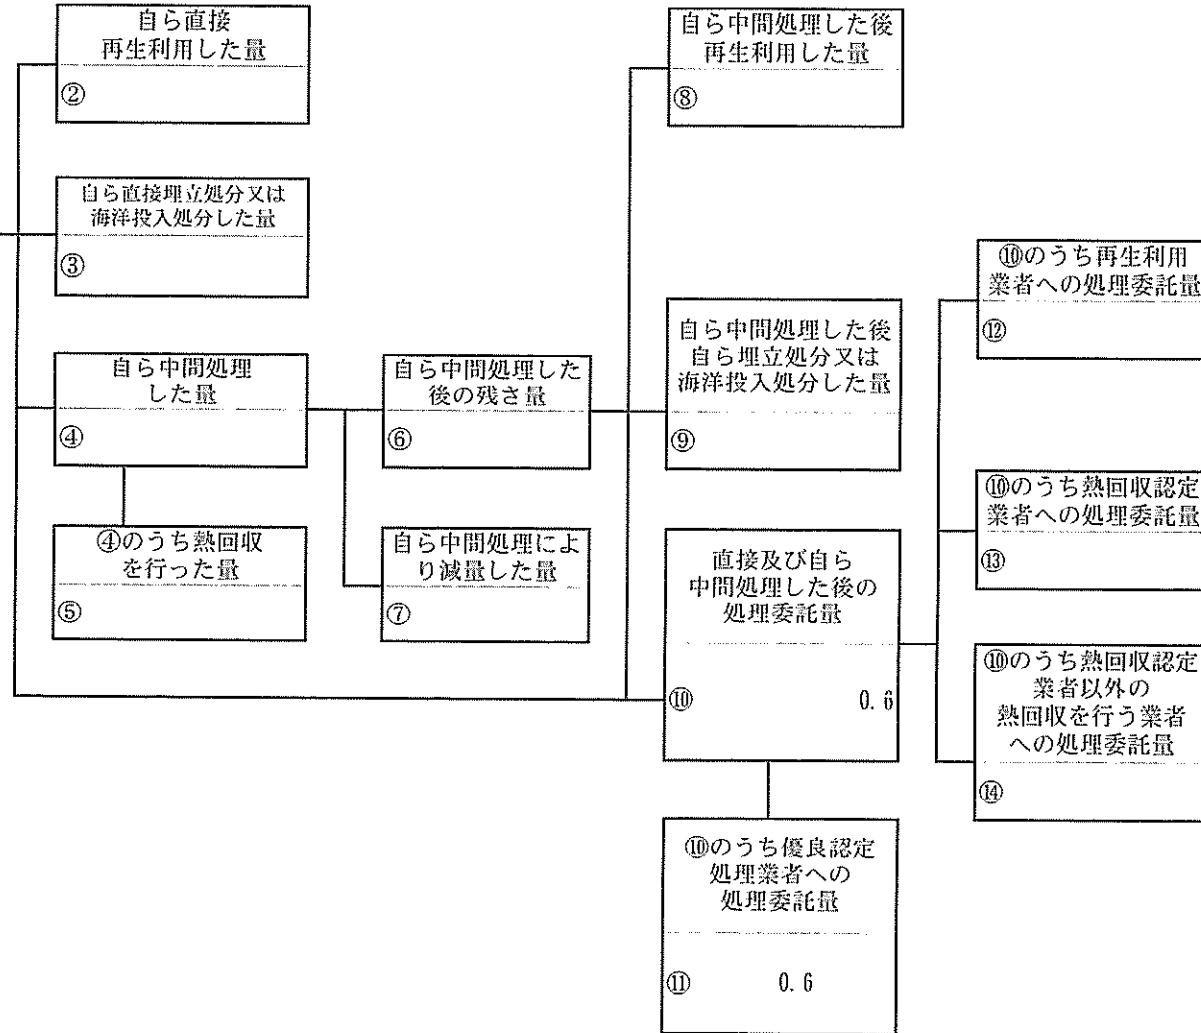 自ら直接
再生利用した量
②
自ら直接埋立処分又は
海洋投入処分した量
③
自ら中間処理
した量
④
④のうち熱回収
を行った量
⑤
自ら中間処理した
後の残さ量
⑥
自ら中間処理によ
り減量した量
⑦
自ら中間処理した後
再生利用した量
⑧
自ら中間処理した後
自ら埋立処分又は
海洋投入処分した量
⑨
直接及び自ら
中間処理した後の
処理委託量
⑩ 0.6
⑩のうち優良認定
処理業者への
処理委託量
⑪ 0.6
⑩のうち再生利用
業者への処理委託量
⑫
⑩のうち熱回収認定
業者への処理委託量
⑬
⑩のうち熱回収認定
業者以外の
熱回収を行う業者
への処理委託量
⑭